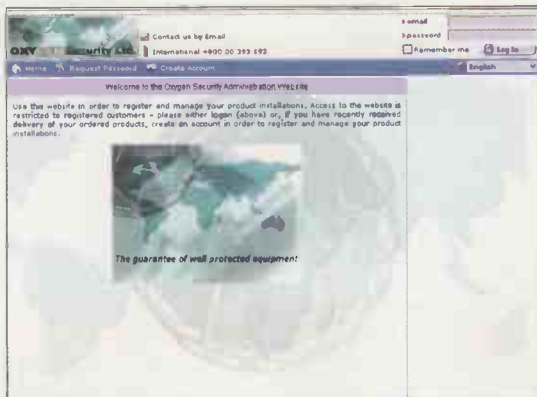 email
Contact us by Email
password
OXY urity Ltd.
International
Remember me
Log In
Home
Request Password
Create Account
English
Welcome to the Oxygen Security Administration Website
Use this website in order to register and manage your product installations. Access to the website is
restricted to registered customers - please either logon (above) or, if you have recently received
delivery of your ordered products, create an account in order to register and manage your product
installations.
The guarantee of well protected equipment